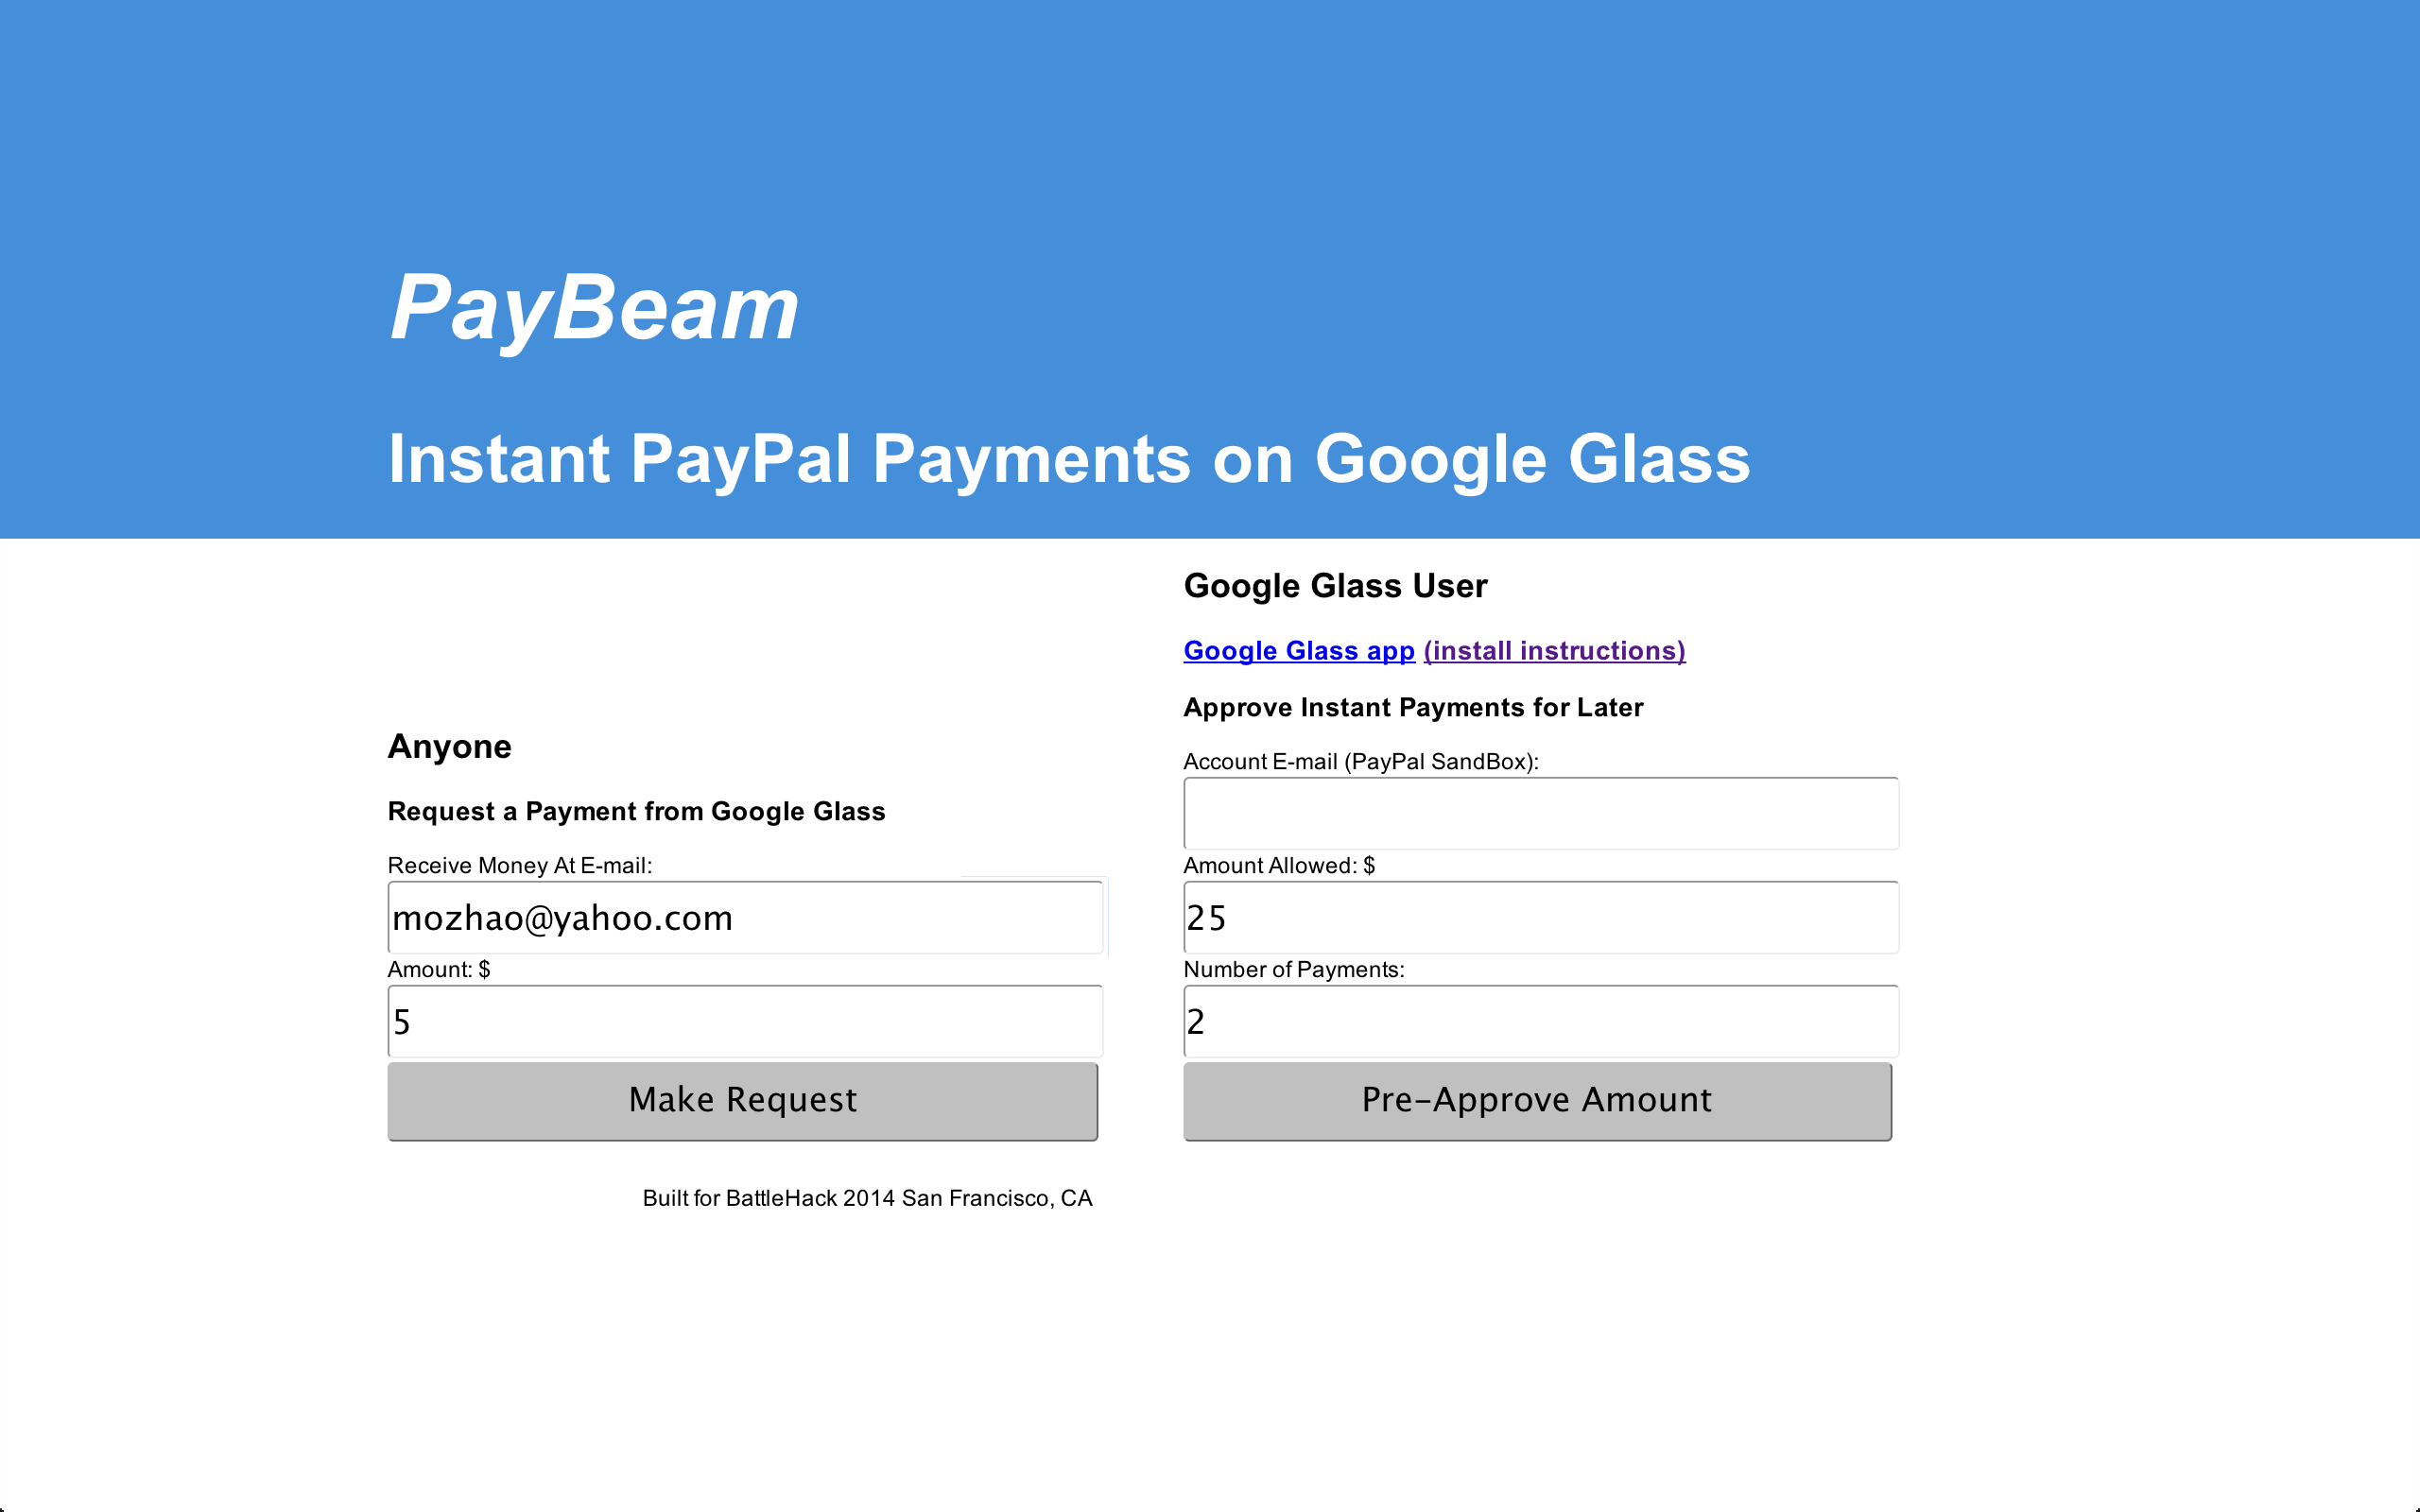 PayBeam
Instant PayPal Payments on Google Glass
Anyone
Request a Payment from Google Glass
Receive Money At E-mail:
mozhao@yahoo.com
Amount: $
5
Make Request
Google Glass User
Google Glass app (install instructions)
Approve Instant Payments for Later
Account E-mail (PayPal SandBox):
Amount Allowed: $
25
Number of Payments:
2
Pre-Approve Amount
Built for BattleHack 2014 San Francisco, CA